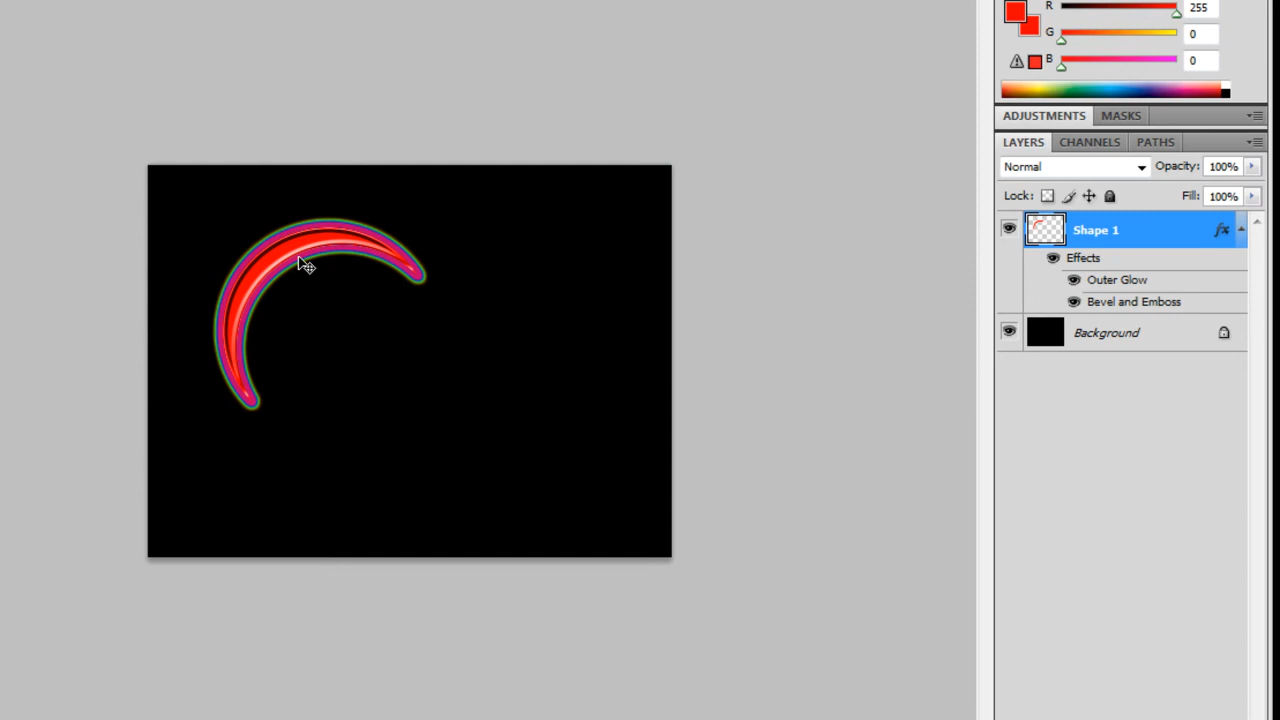 R 255
G 0
B 0
ADJUSTMENTS MASKS
LAYERS CHANNELS PATHS
Normal Opacity: 100%
Lock: Fill: 100%
Shape 1 fx
Effects
Outer Glow
Bevel and Emboss
Background